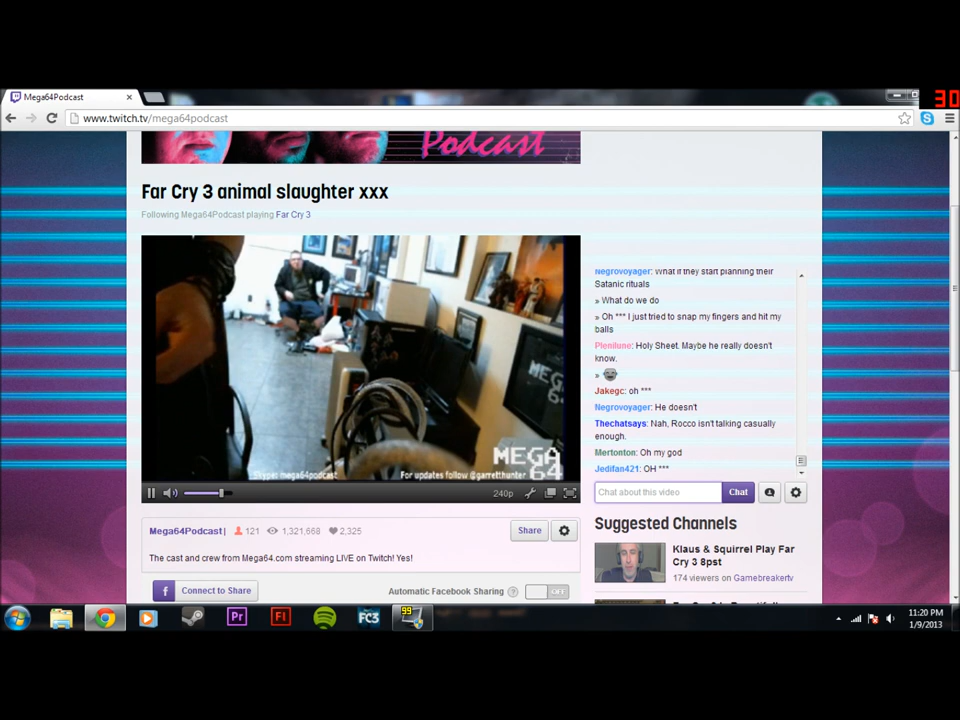 Mega64Podcast
30
www.twitch.tv/mega64podcast
Podcast
Far Cry 3 animal slaughter xxx
Following Mega64Podcast playing Far Cry 3
Negrovoyager: What if they start planning their
Satanic rituals
» What do we do
» Oh *** I just tried to snap my fingers and hit my
balls
Plenilune: Holy Sheet. Maybe he really doesn't
know.
»
Jakegc: oh ***
Negrovoyager: He doesn't
Thechatsays: Nah, Rocco isn't talking casually
enough.
Mertonton: Oh my god
Jedifan421: OH ***
MEGA
64
Skype: mega64podcast
For updates follow @garretthunter
240p
Chat about this video
Chat
Mega64Podcast | 121 1,321,668 2,325
Share
The cast and crew from Mega64.com streaming LIVE on Twitch! Yes!
f Connect to Share
Automatic Facebook Sharing ? OFF
Suggested Channels
Klaus & Squirrel Play Far
Cry 3 8pst
174 viewers on Gamebreakertv
Pr
Fl
FC3
99
11:20 PM
1/9/2013